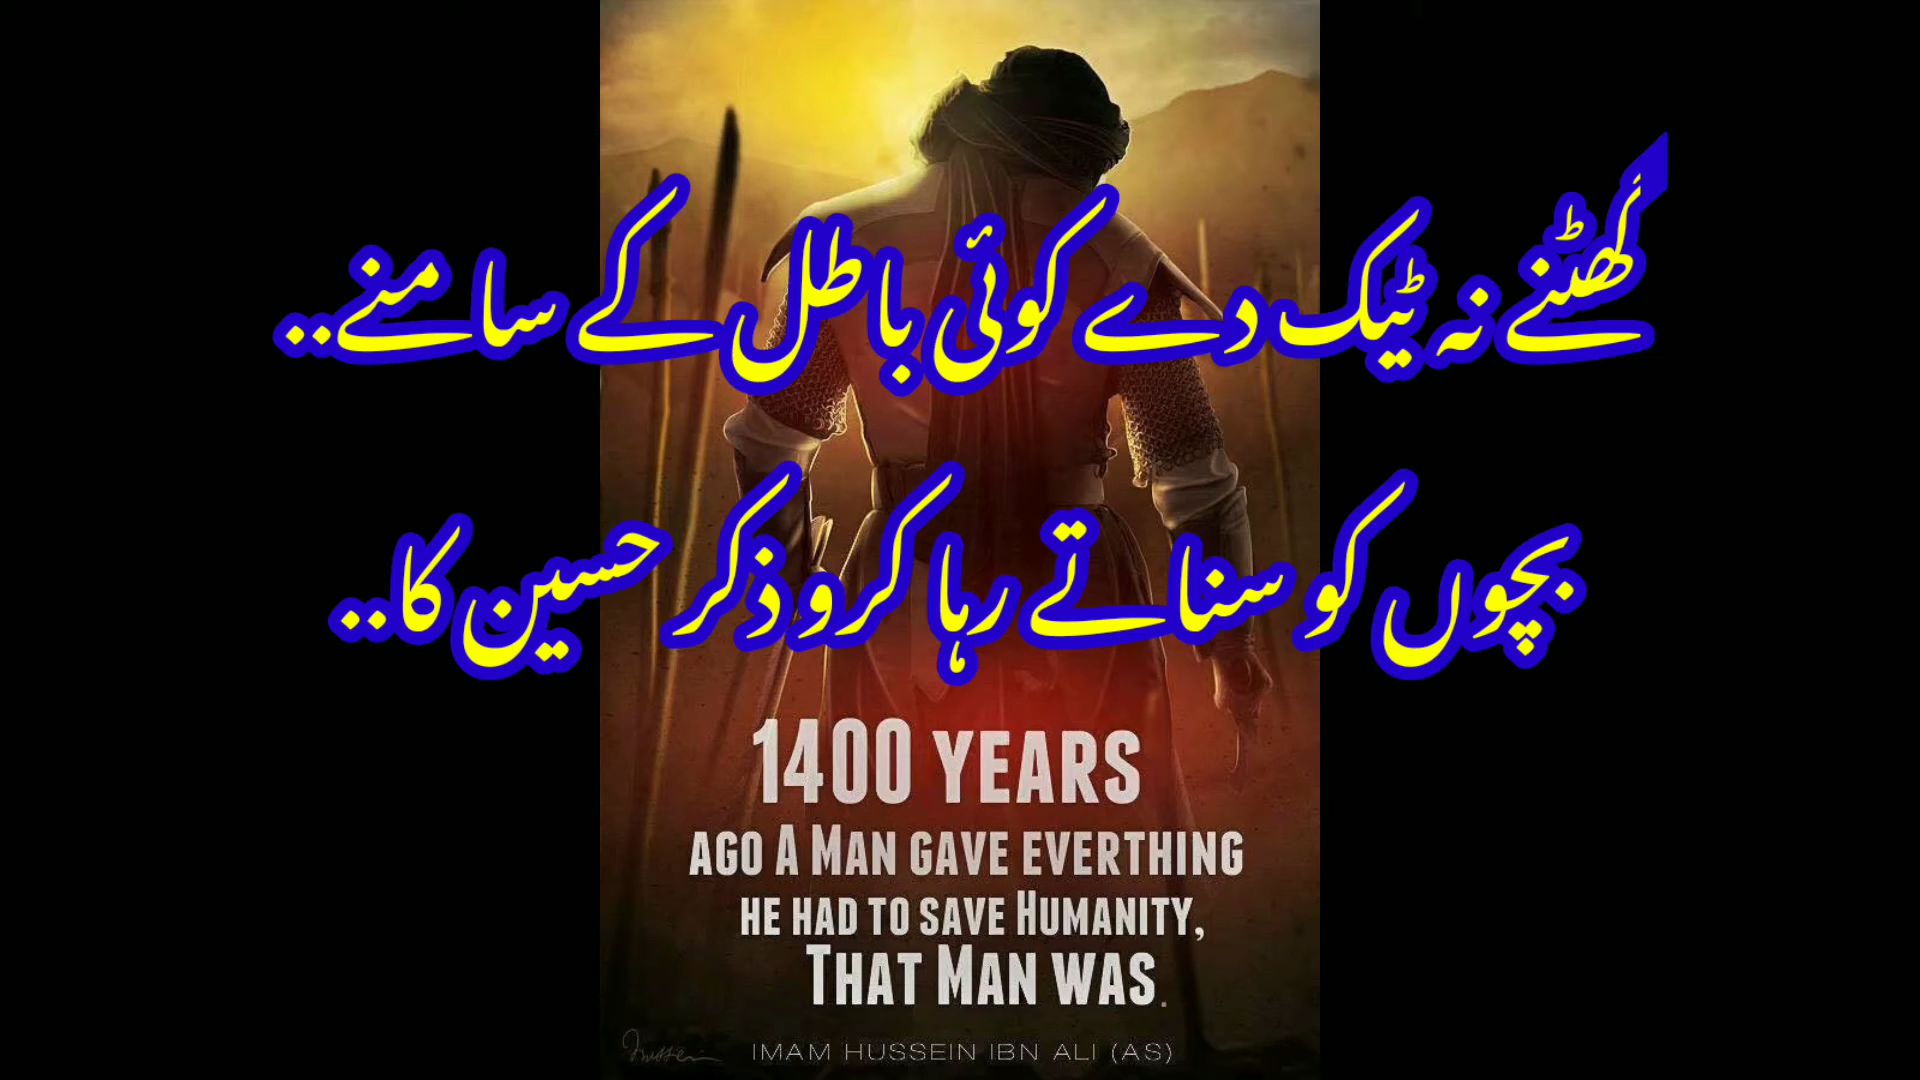 گھٹنے نہ ٹیک دے کوئی باطل کے سامنے..
بچوں کو سناتے رہا کرو ذکر حسین کا..
1400 YEARS
AGO A MAN GAVE EVERTHING
HE HAD TO SAVE HUMANITY,
THAT MAN WAS.
Hussein
IMAM HUSSEIN IBN ALI (AS)